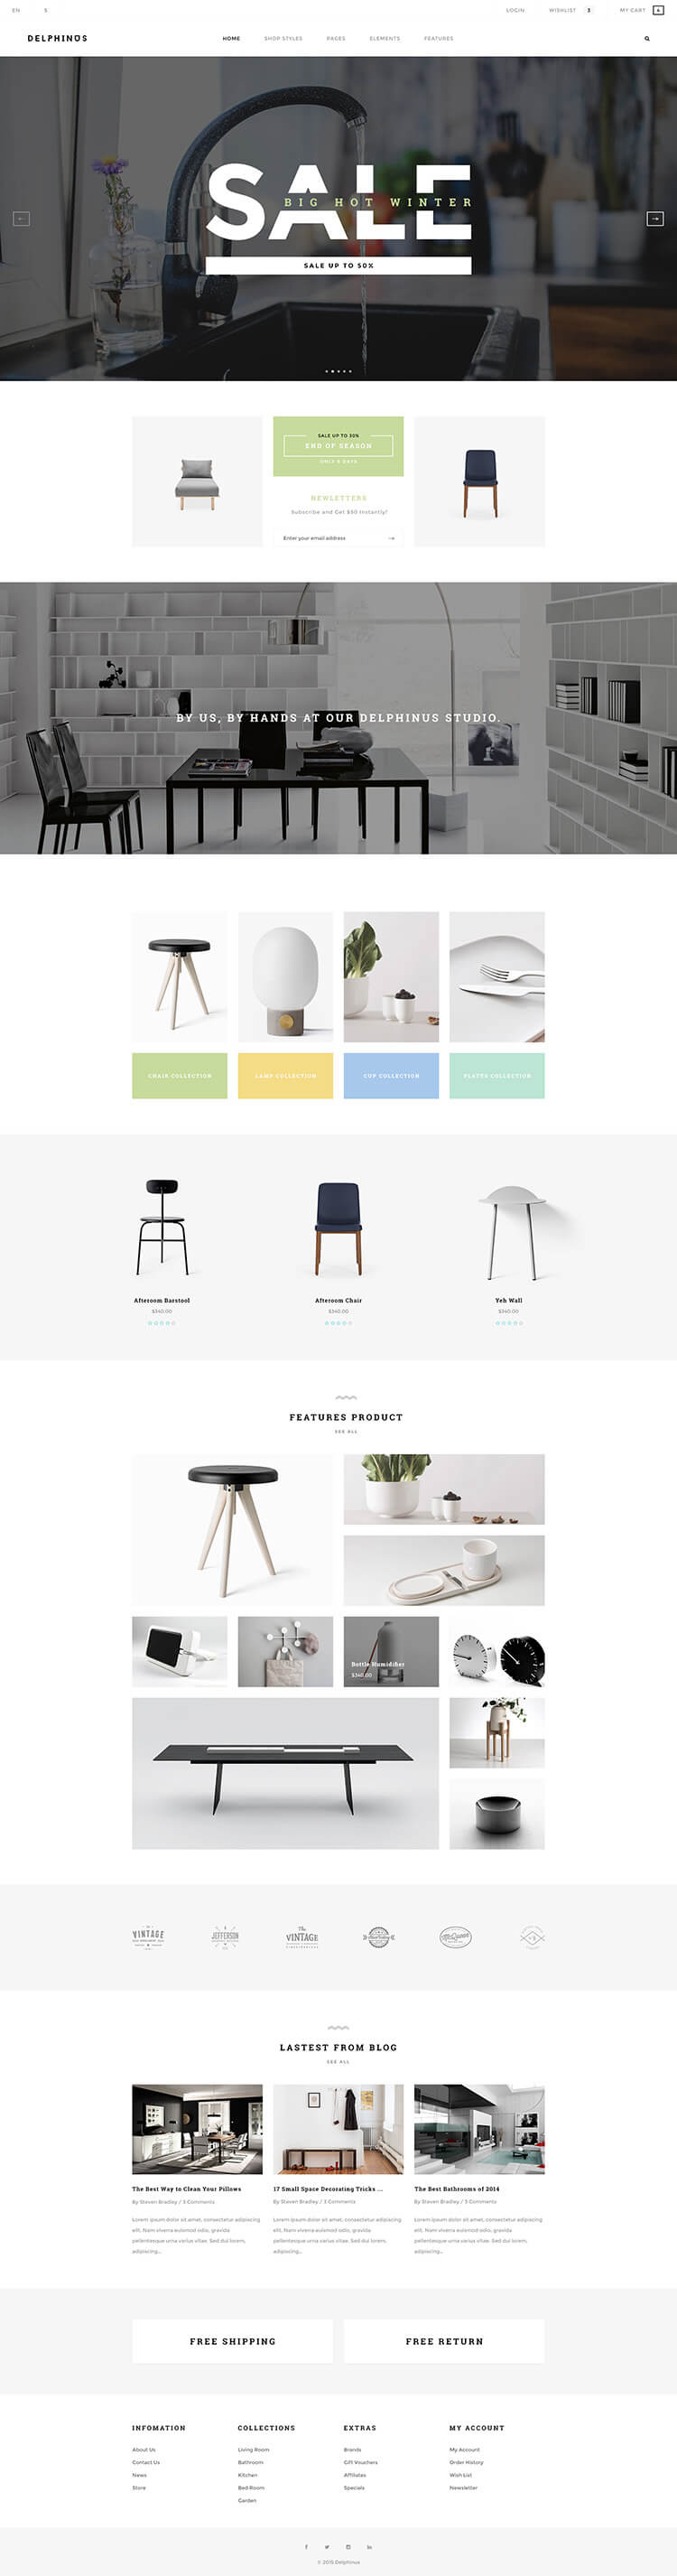 EN $ LOGIN WISHLIST 3 MY CART
DELPHINUS HOME SHOP STYLES PAGES ELEMENTS FEATURES
SALE
BIG HOT WINTER
SALE UP TO 50%
SALE UP TO 30%
END OF SEASON
ONLY 5 DAYS
NEWLETTERS
Subscribe and Get $50 Instantly!
Enter your email address →
BY US, BY HANDS AT OUR DELPHINUS STUDIO.
CHAIR COLLECTION LAMP COLLECTION CUP COLLECTION PLATES COLLECTION
Afteroom Barstool Afteroom Chair Yeh Wall
$340.00 $340.00 $340.00
FEATURES PRODUCT
SEE ALL
Bottle Humidifier
$340.00
The
VINTAGE JEFFERSON VINTAGE McQueen
LASTEST FROM BLOG
SEE ALL
The Best Way to Clean Your Pillows 17 Small Space Decorating Tricks ... The Best Bathrooms of 2014
By Steven Bradley / 3 Comments By Steven Bradley / 3 Comments By Steven Bradley / 3 Comments
Lorem ipsum dolor sit amet, consectetur adipiscing Lorem ipsum dolor sit amet, consectetur adipiscing Lorem ipsum dolor sit amet, consectetur adipiscing
elit. Nam viverra euismod odio, gravida elit. Nam viverra euismod odio, gravida elit. Nam viverra euismod odio, gravida
pellentesque urna varius vitae. Sed dui lorem, pellentesque urna varius vitae. Sed dui lorem, pellentesque urna varius vitae. Sed dui lorem,
adipiscing... adipiscing... adipiscing...
FREE SHIPPING FREE RETURN
INFOMATION COLLECTIONS EXTRAS MY ACCOUNT
About Us Living Room Brands My Account
Contact Us Bathroom Gift Vouchers Order History
News Kitchen Affiliates Wish List
Store Bed Room Specials Newsletter
Garden
© 2015 Delphinus